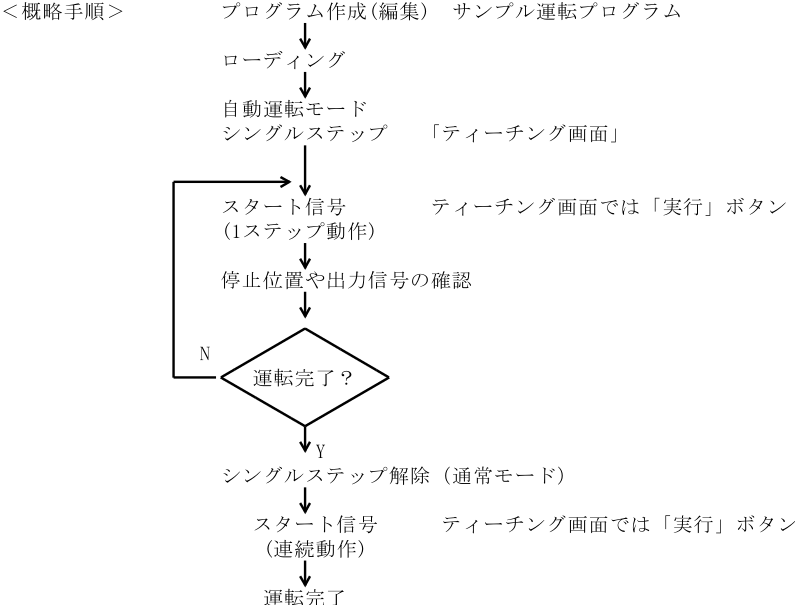 ＜概略手順＞　プログラム作成(編集)　サンプル運転プログラム
ローディング
自動運転モード
シングルステップ　「ティーチング画面」
スタート信号　ティーチング画面では「実行」ボタン
(1ステップ動作)
停止位置や出力信号の確認
N
運転完了？
Y
シングルステップ解除（通常モード）
スタート信号　ティーチング画面では「実行」ボタン
(連続動作)
運転完了